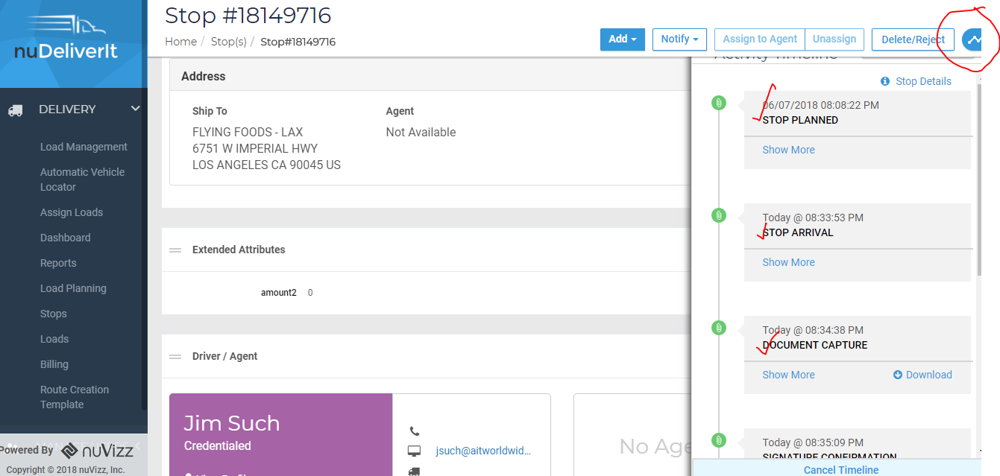 nuDeliverIt
DELIVERY
Load Management
Automatic Vehicle
Locator
Assign Loads
Dashboard
Reports
Load Planning
Stops
Loads
Billing
Route Creation
Template
Powered By nuVizz
Copyright © 2018 nuVizz, Inc.
Stop #18149716
Home / Stop(s) / Stop#18149716
Add
Notify
Assign to Agent
Unassign
Delete/Reject
Address
Ship To
FLYING FOODS - LAX
6751 W IMPERIAL HWY
LOS ANGELES CA 90045 US
Agent
Not Available
Extended Attributes
amount2 0
Driver / Agent
Jim Such
Credentialed
jsuch@aitworldwid...
No Age
Activity Timeline
Stop Details
06/07/2018 08:08:22 PM
STOP PLANNED
Show More
Today @ 08:33:53 PM
STOP ARRIVAL
Show More
Today @ 08:34:38 PM
DOCUMENT CAPTURE
Show More
Download
Today @ 08:35:09 PM
SIGNATURE CONFIRMATION
Cancel Timeline